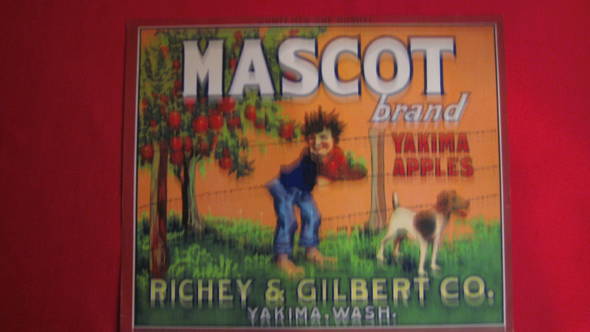 MASCOT
brand
YAKIMA
APPLES
RICHEY & GILBERT CO.
YAKIMA, WASH.